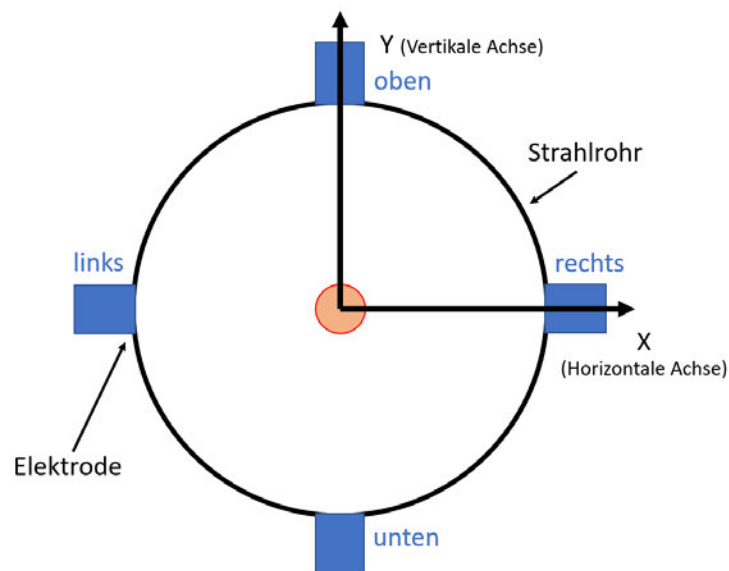 Y (Vertikale Achse)
oben
Strahlrohr
links
rechts
X
(Horizontale Achse)
Elektrode
unten